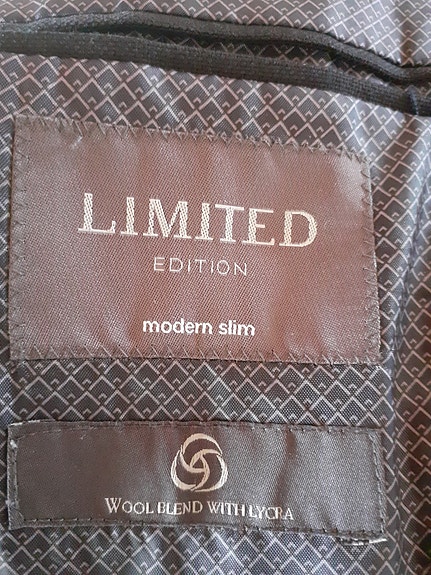 LIMITED
EDITION
modern slim
WOOL BLEND WITH LYCRA